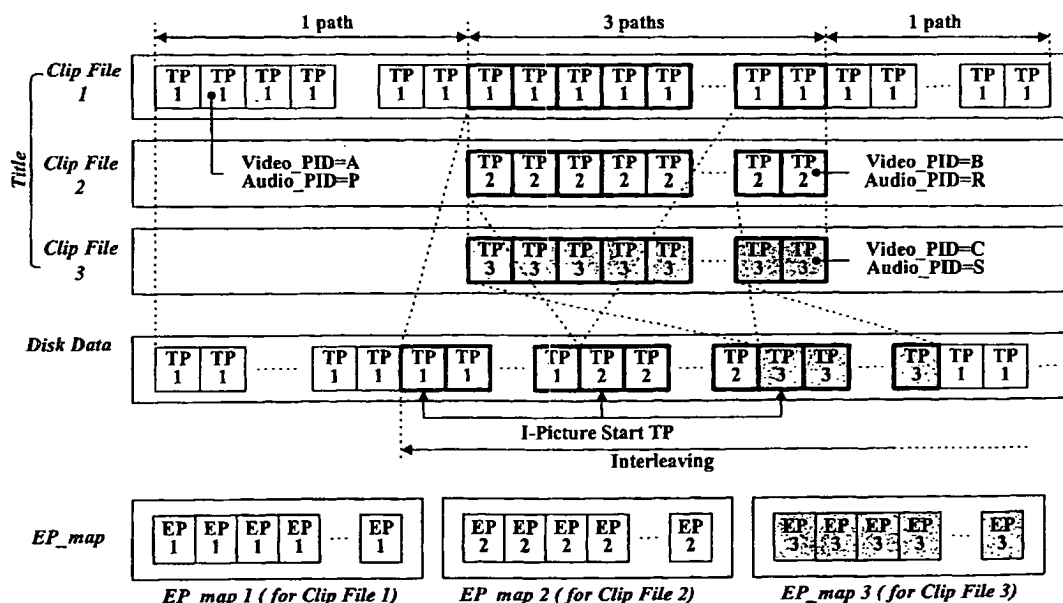 1 path 3 paths 1 path
Title
Clip File 1
TP 1 TP 1 TP 1 TP 1 TP 1 TP 1 TP 1 TP 1 TP 1 TP 1 TP 1 ..... TP 1 TP 1 TP 1 TP 1 ..... TP 1 TP 1
Clip File 2
Video_PID=A
Audio_PID=P
TP 2 TP 2 TP 2 TP 2 TP 2 ..... TP 2 TP 2
Video_PID=B
Audio_PID=R
Clip File 3
TP 3 TP 3 TP 3 TP 3 TP 3 ..... TP 3 TP 3
Video_PID=C
Audio_PID=S
Disk Data
TP 1 TP 1 ..... TP 1 TP 1 TP 1 TP 1 ..... TP 1 TP 2 TP 2 ..... TP 2 TP 3 TP 3 ..... TP 3 TP 1 TP 1 .....
I-Picture Start TP
Interleaving
EP_map
EP 1 EP 1 EP 1 EP 1 ... EP 1
EP 2 EP 2 EP 2 EP 2 ... EP 2
EP 3 EP 3 EP 3 EP 3 ... EP 3
EP_map 1 ( for Clip File 1)
EP_map 2 ( for Clip File 2)
EP_map 3 ( for Clip File 3)